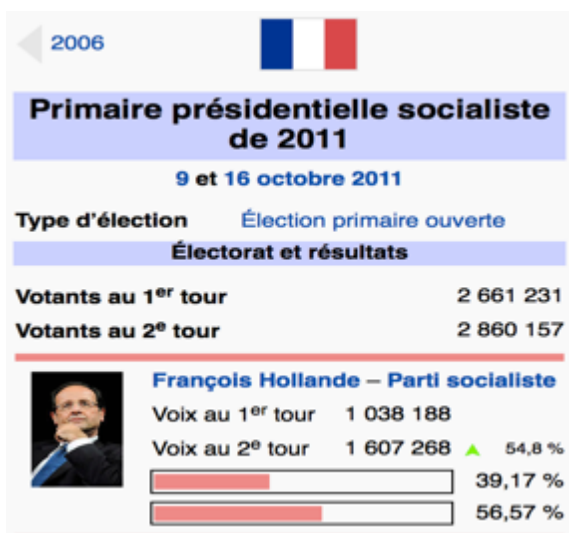 2006
Primaire présidentielle socialiste
de 2011
9 et 16 octobre 2011
Type d'élection Élection primaire ouverte
Électorat et résultats
Votants au 1er tour 2 661 231
Votants au 2e tour 2 860 157
François Hollande – Parti socialiste
Voix au 1er tour 1 038 188
Voix au 2e tour 1 607 268 54,8 %
39,17 %
56,57 %